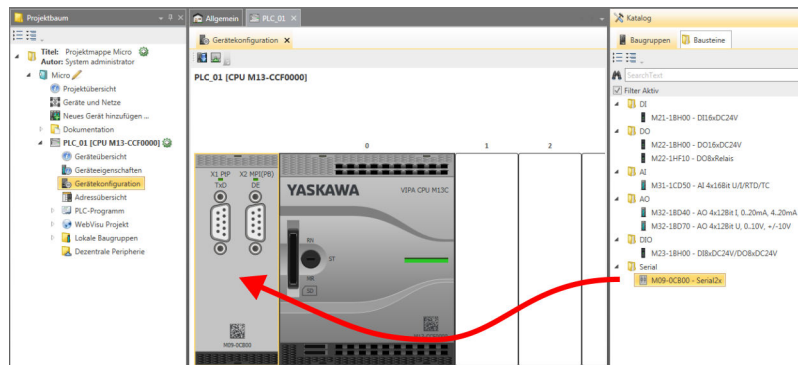 Projektbaum
Titel: Projektmappe Micro
Autor: System administrator
Micro
Projektübersicht
Geräte und Netze
Neues Gerät hinzufügen ...
Dokumentation
PLC_01 [CPU M13-CCF0000]
Geräteübersicht
Geräteeigenschaften
Gerätekonfiguration
Adressübersicht
PLC-Programm
WebVisu Projekt
Lokale Baugruppen
Dezentrale Peripherie
Allgemein PLC_01
Gerätekonfiguration
PLC_01 [CPU M13-CCF0000]
0 1 2
X1 PtP X2 MPI(PB)
TxD DE
YASKAWA VIPA CPU M13C
RN
ST
MR
SD
M09-0CB00
M13-CCF0000
Katalog
Baugruppen Bausteine
SearchText
Filter Aktiv
DI
M21-1BH00 - DI16xDC24V
DO
M22-1BH00 - DO16xDC24V
M22-1HF10 - DO8xRelais
AI
M31-1CD50 - AI 4x16Bit U/I/RTD/TC
AO
M32-1BD40 - AO 4x12Bit I, 0..20mA, 4..20mA
M32-1BD70 - AO 4x12Bit U, 0..10V, +/-10V
DIO
M23-1BH00 - DI8xDC24V/DO8xDC24V
Serial
M09-0CB00 - Serial2x